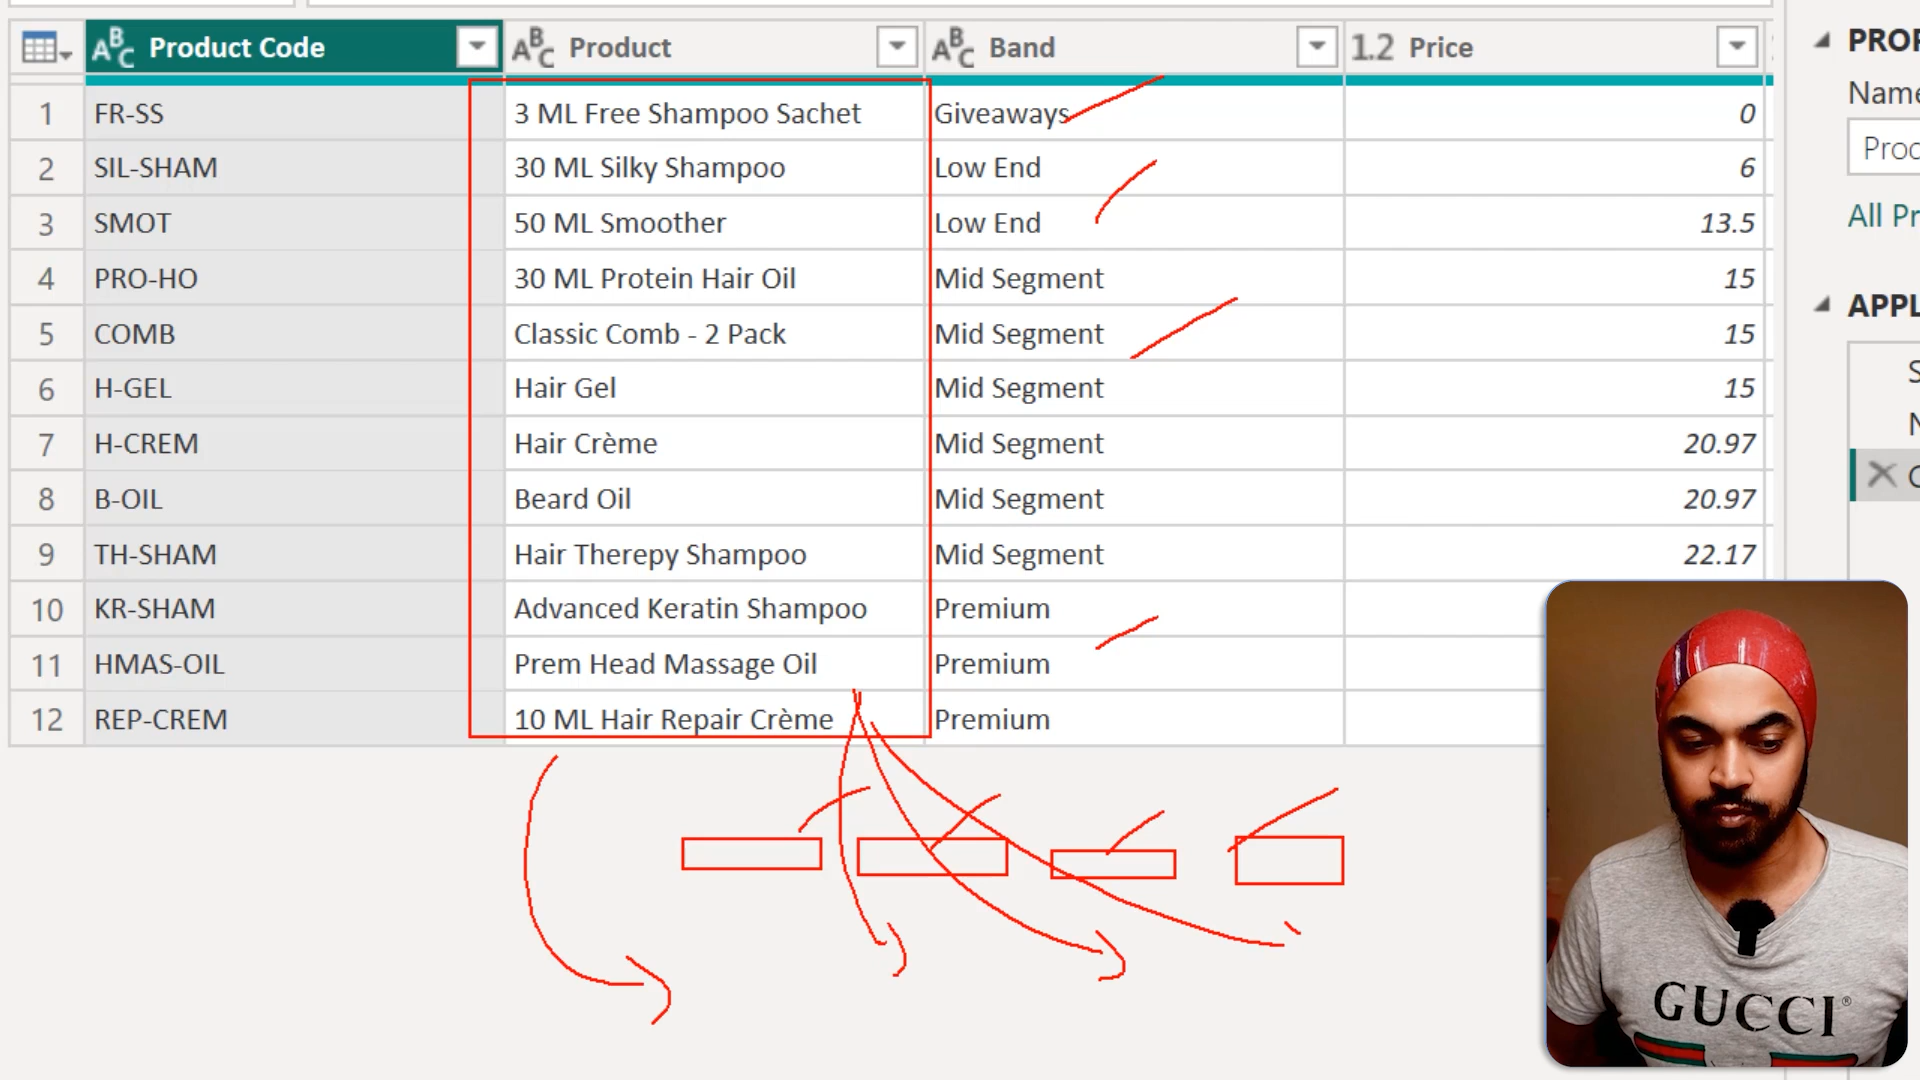 Product Code Product Band 1.2 Price
1 FR-SS 3 ML Free Shampoo Sachet Giveaways 0
2 SIL-SHAM 30 ML Silky Shampoo Low End 6
3 SMOT 50 ML Smoother Low End 13.5
4 PRO-HO 30 ML Protein Hair Oil Mid Segment 15
5 COMB Classic Comb - 2 Pack Mid Segment 15
6 H-GEL Hair Gel Mid Segment 15
7 H-CREM Hair Crème Mid Segment 20.97
8 B-OIL Beard Oil Mid Segment 20.97
9 TH-SHAM Hair Therepy Shampoo Mid Segment 22.17
10 KR-SHAM Advanced Keratin Shampoo Premium
11 HMAS-OIL Prem Head Massage Oil Premium
12 REP-CREM 10 ML Hair Repair Crème Premium
Name
All Pr
GUCCI